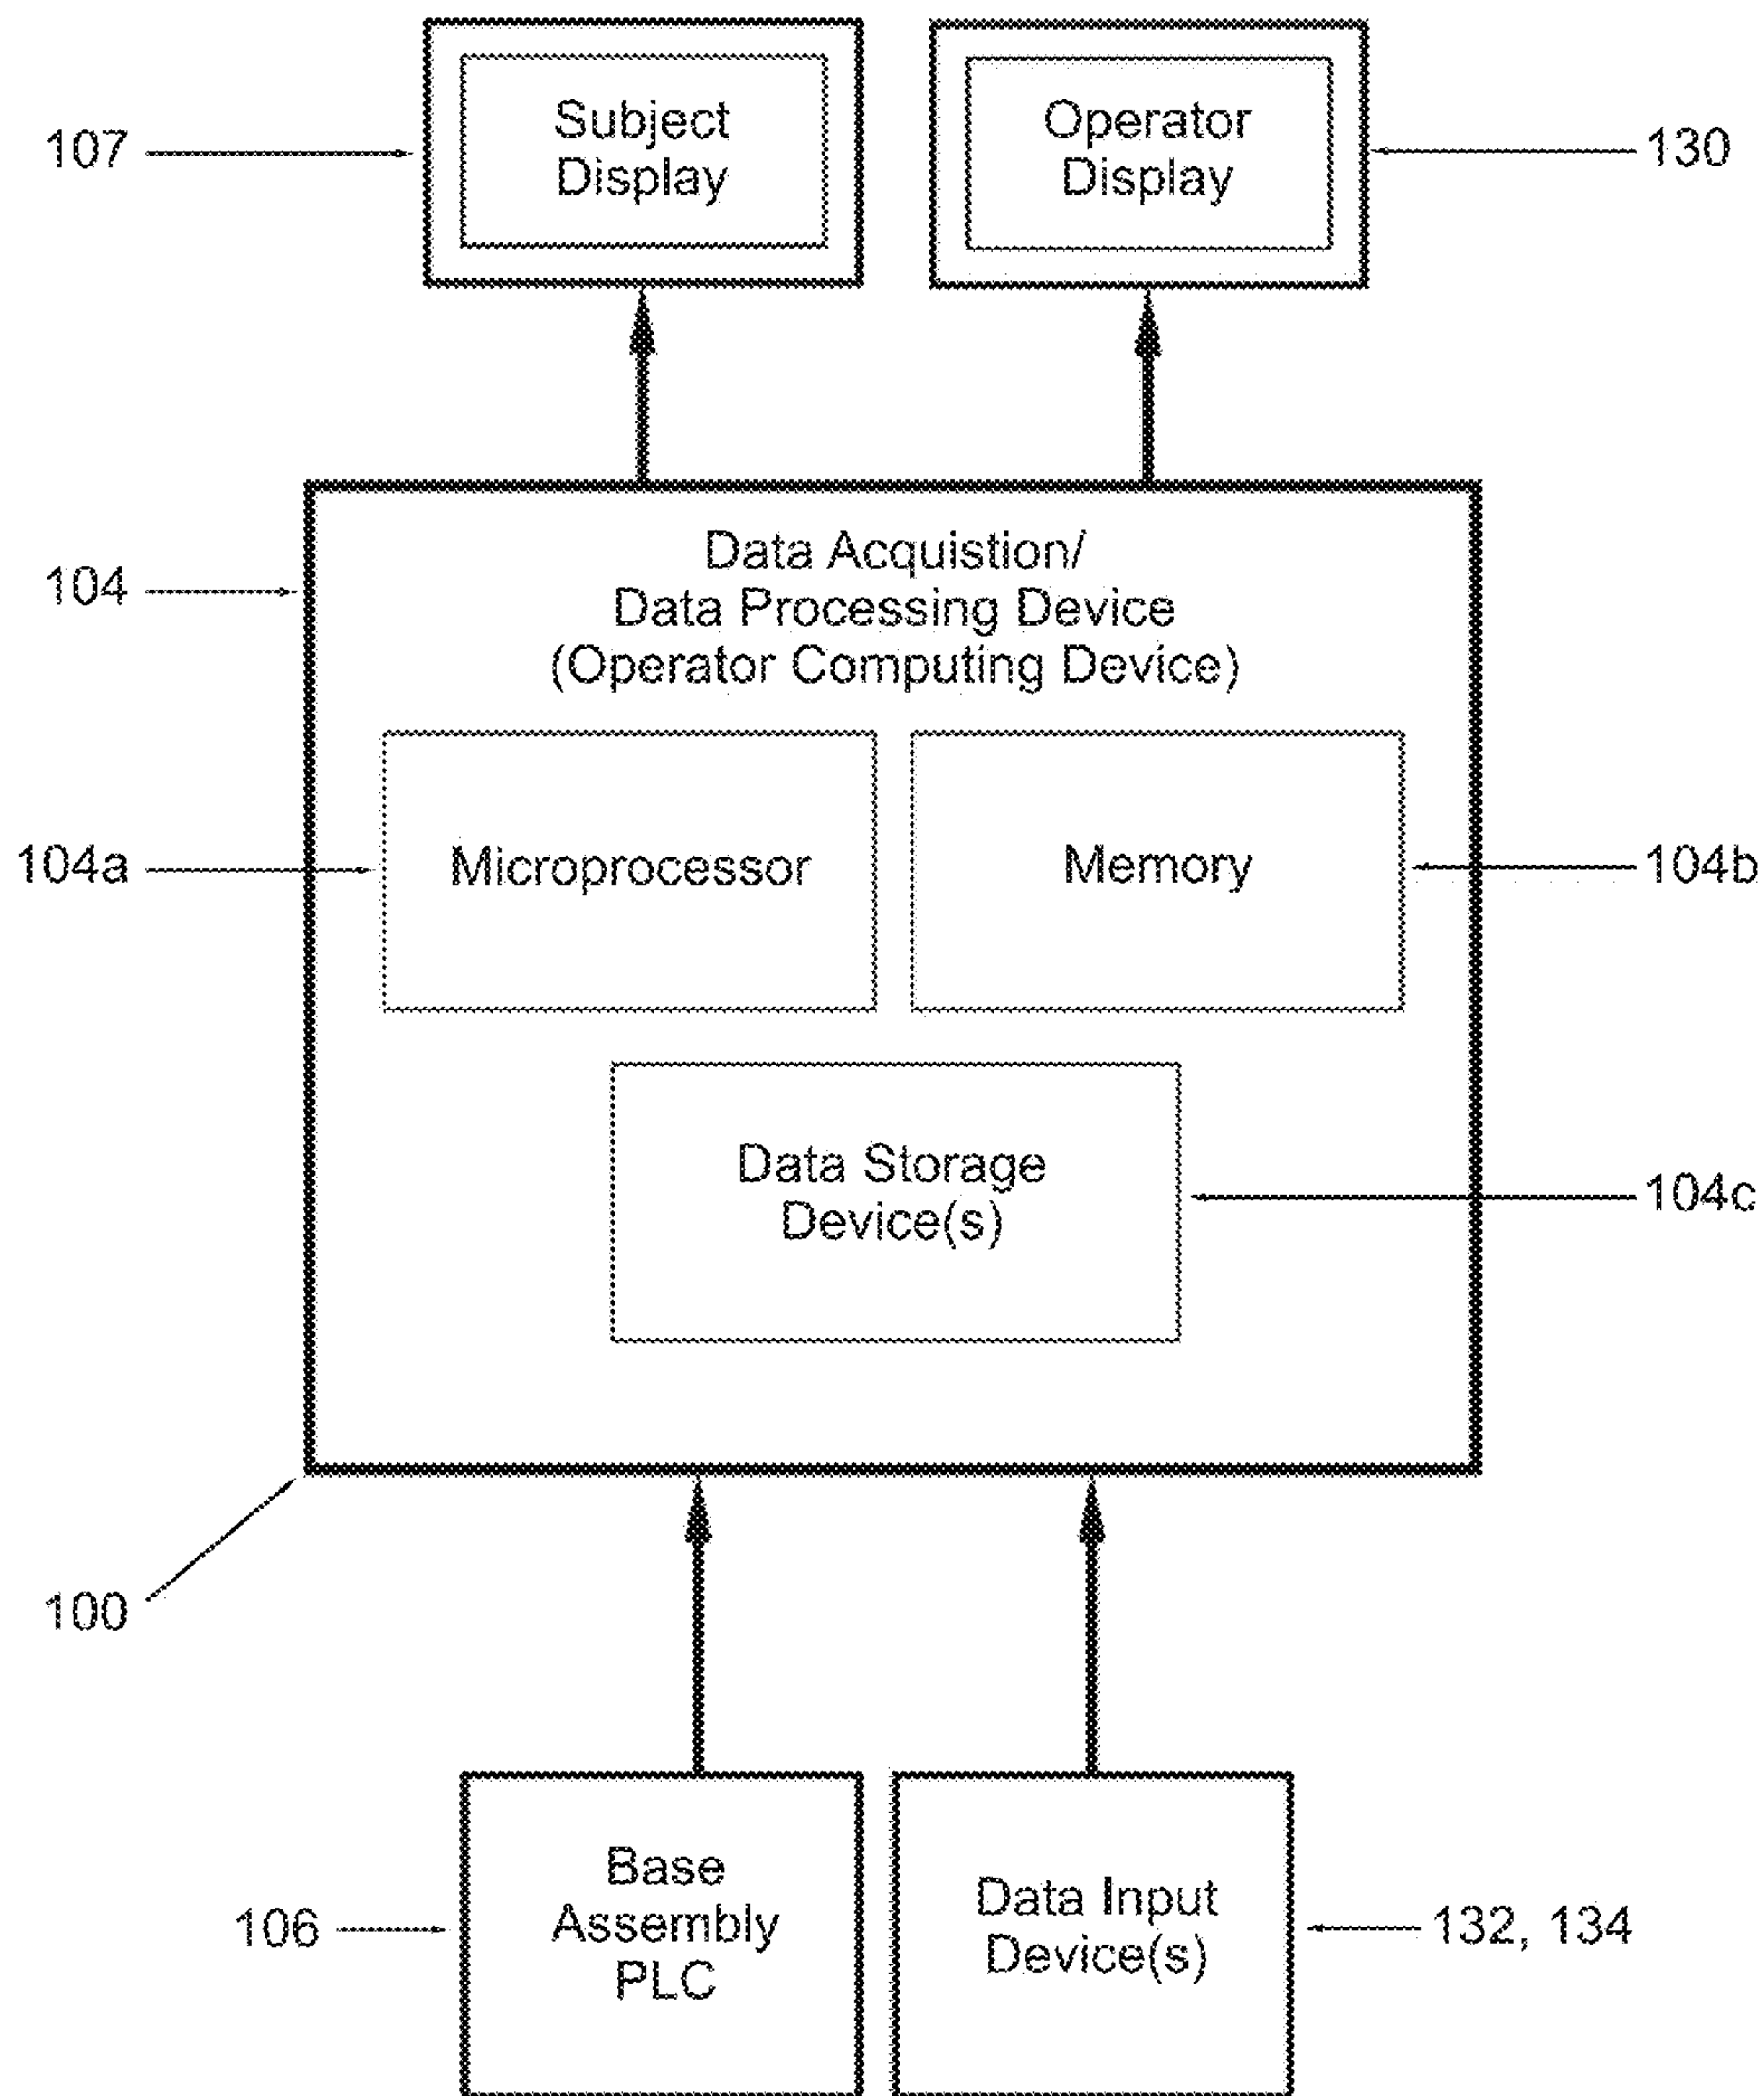 Subject
Display
Operator
Display
107
130
Data Acquistion/
Data Processing Device
(Operator Computing Device)
104
Microprocessor
Memory
104a
104b
Data Storage
Device(s)
104c
100
Base
Assembly
PLC
Data Input
Device(s)
106
132, 134